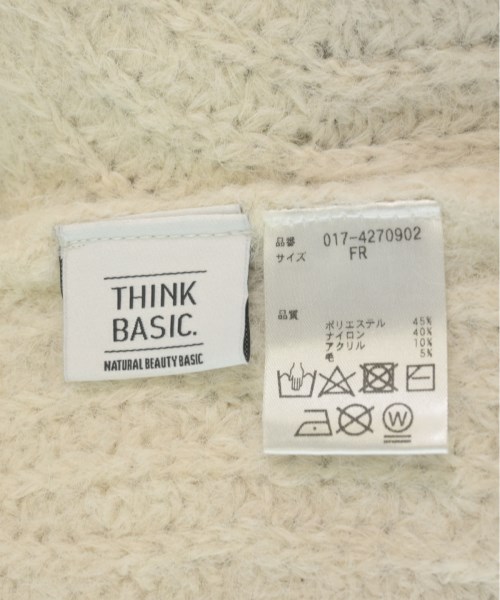 THINK
BASIC.
NATURAL BEAUTY BASIC
品番 017-4270902
サイズ FR
品質
ポリエステル 45%
ナイロン 40%
アクリル 10%
毛 5%
W